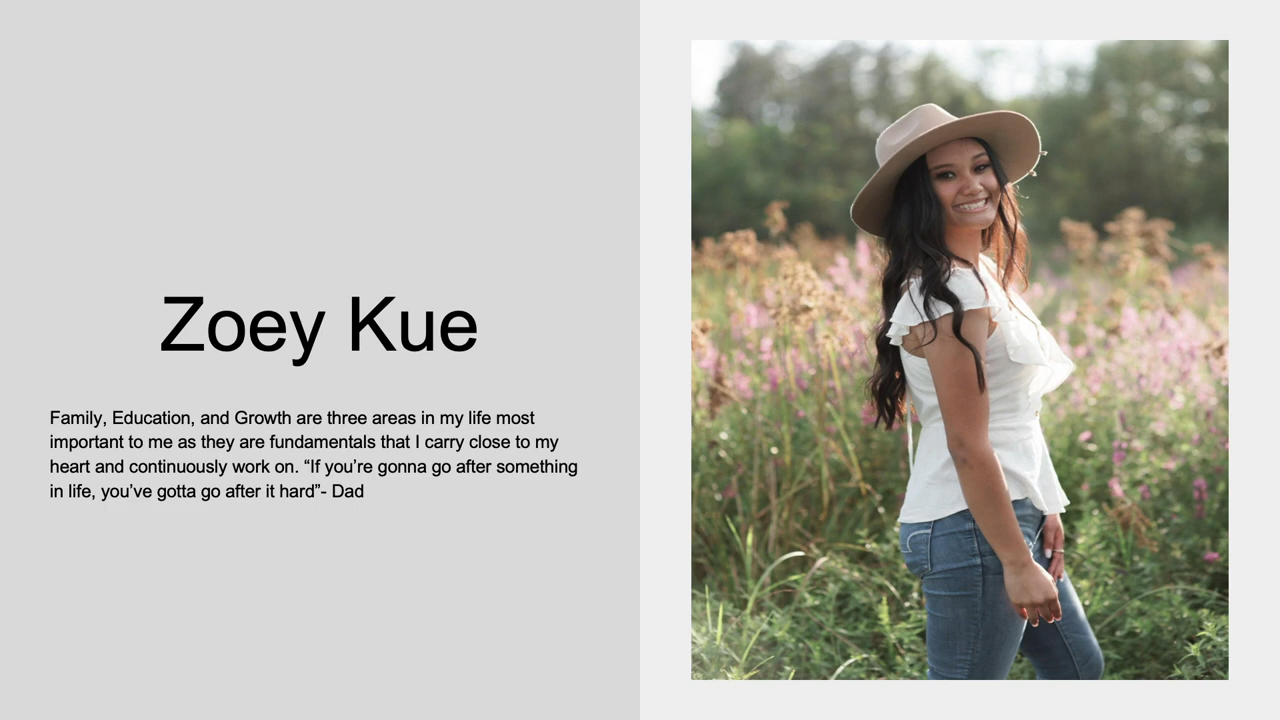 Zoey Kue
Family, Education, and Growth are three areas in my life most
important to me as they are fundamentals that I carry close to my
heart and continuously work on. “If you’re gonna go after something
in life, you’ve gotta go after it hard”- Dad